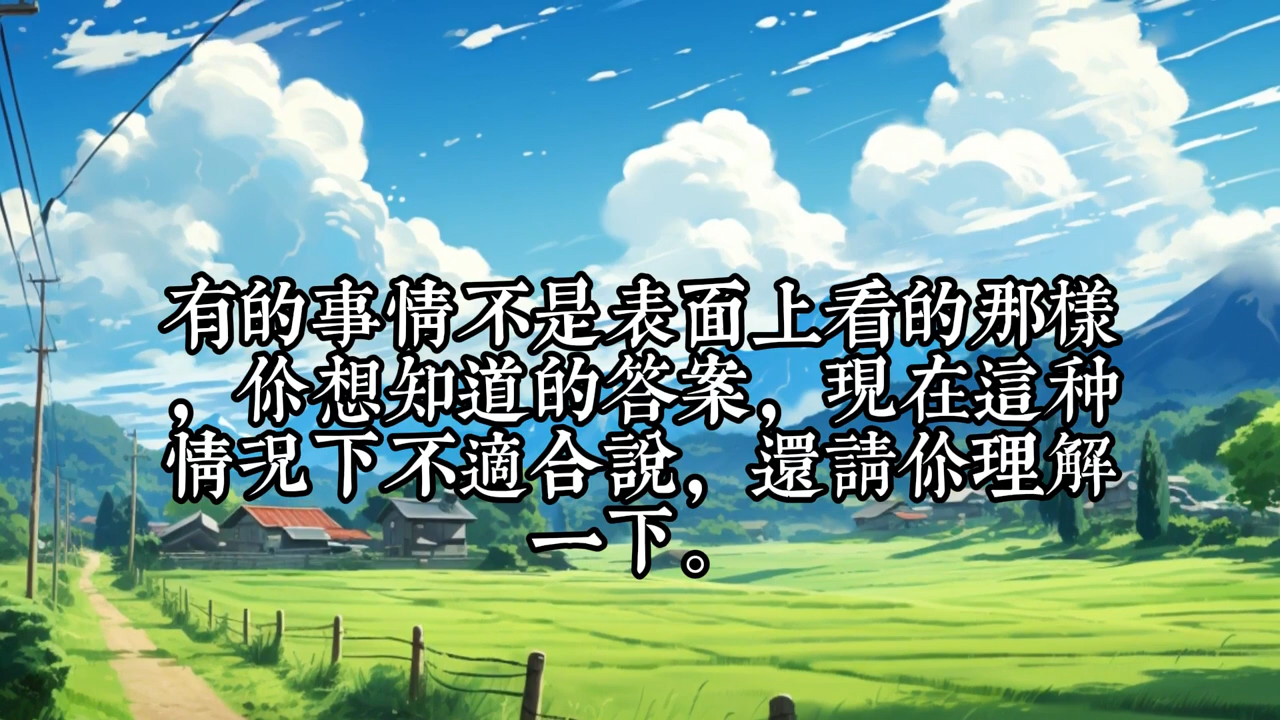 有的事情不是表面上看的那樣
，你想知道的答案，現在這种
情况下不適合說，還請你理解
一下。